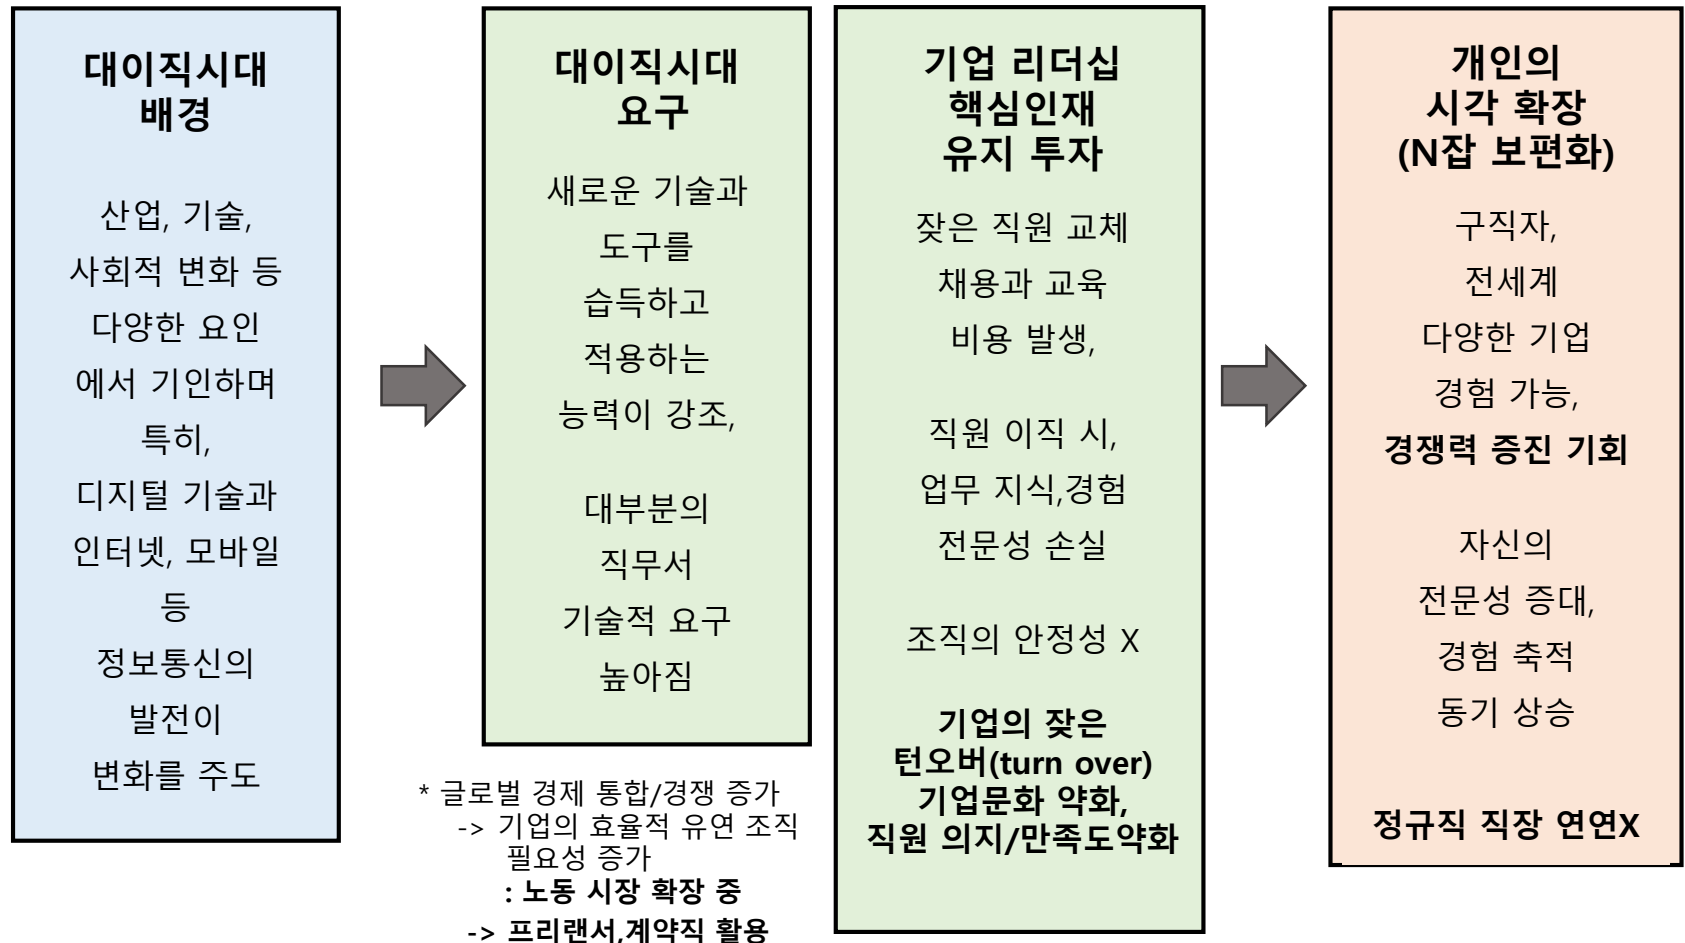 대이직시대
배경
산업, 기술,
사회적 변화 등
다양한 요인
에서 기인하며
특히,
디지털 기술과
인터넷, 모바일
등
정보통신의
발전이
변화를 주도
대이직시대
요구
새로운 기술과
도구를
습득하고
적용하는
능력이 강조,
대부분의
직무서
기술적 요구
높아짐
* 글로벌 경제 통합/경쟁 증가
-> 기업의 효율적 유연 조직
필요성 증가
: 노동 시장 확장 중
-> 프리랜서,계약직 활용
기업 리더십
핵심인재
유지 투자
잦은 직원 교체
채용과 교육
비용 발생,
직원 이직 시,
업무 지식,경험
전문성 손실
조직의 안정성 X
기업의 잦은
턴오버(turn over)
기업문화 약화,
직원 의지/만족도약화
개인의
시각 확장
(N잡 보편화)
구직자,
전세계
다양한 기업
경험 가능,
경쟁력 증진 기회
자신의
전문성 증대,
경험 축적
동기 상승
정규직 직장 연연X